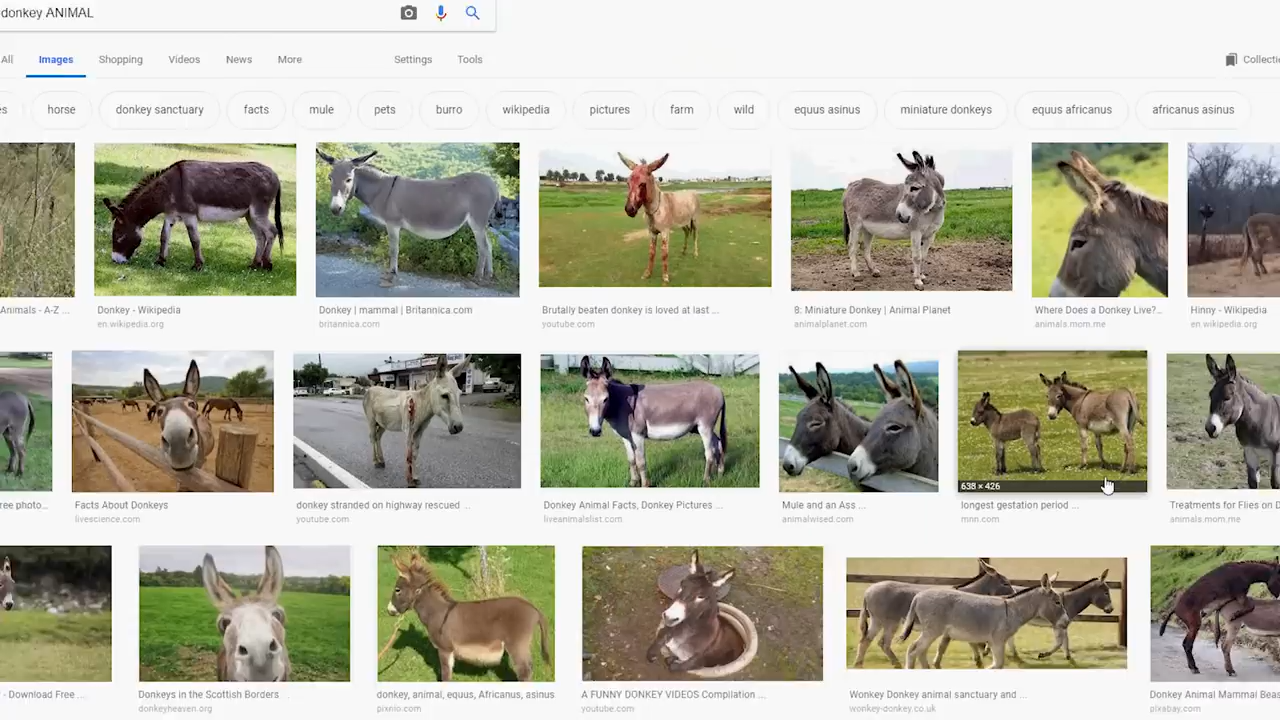 donkey ANIMAL
All
Images
Shopping
Videos
News
More
Settings
Tools
Collecti
es
horse
donkey sanctuary
facts
mule
pets
burro
wikipedia
pictures
farm
wild
equus asinus
miniature donkeys
equus africanus
africanus asinus
Animals - A-Z ...
Donkey - Wikipedia
en.wikipedia.org
Donkey | mammal | Britannica.com
britannica.com
Brutally beaten donkey is loved at last ...
youtube.com
8: Miniature Donkey | Animal Planet
animalplanet.com
Where Does a Donkey Live?...
animals.mom.me
Hinny - Wikipedia
en.wikipedia.org
638 × 426
ree photo...
Facts About Donkeys
livescience.com
donkey stranded on highway rescued ...
youtube.com
Donkey Animal Facts, Donkey Pictures ...
liveanimalslist.com
Mule and an Ass ...
animalwised.com
longest gestation period ...
mnn.com
Treatments for Flies on D
animals.mom.me
- Download Free ...
Donkeys in the Scottish Borders
donkeyheaven.org
donkey, animal, equus, Africanus, asinus
pixnio.com
A FUNNY DONKEY VIDEOS Compilation ...
youtube.com
Wonkey Donkey animal sanctuary and ...
wonkey-donkey.co.uk
Donkey Animal Mammal Beas
pixabay.com